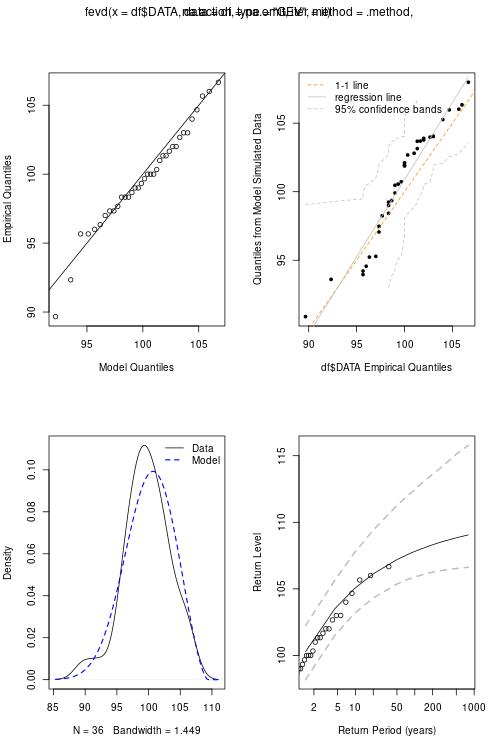 fevd(x = df$DATA,
method = .method,
1-1 line
regression line
95% confidence bands
Empirical Quantiles
90 95 100 105
95 100 105
Model Quantiles
Quantiles from Model Simulated Data
95 100 105
90 95 100 105
df$DATA Empirical Quantiles
Data
Model
Density
0.00 0.02 0.04 0.06 0.08 0.10
85 90 95 100 105 110
N = 36 Bandwidth = 1.449
Return Level
100 105 110 115
2 5 10 50 200 1000
Return Period (years)